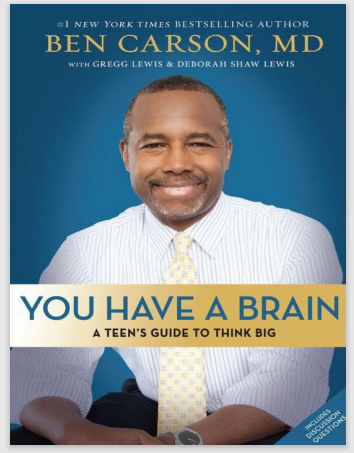 #1 NEW YORK TIMES BESTSELLING AUTHOR
BEN CARSON, MD
WITH GREGG LEWIS & DEBORAH SHAW LEWIS
YOU HAVE A BRAIN
A TEEN'S GUIDE TO THINK BIG
INCLUDES
DISCUSSION
QUESTIONS